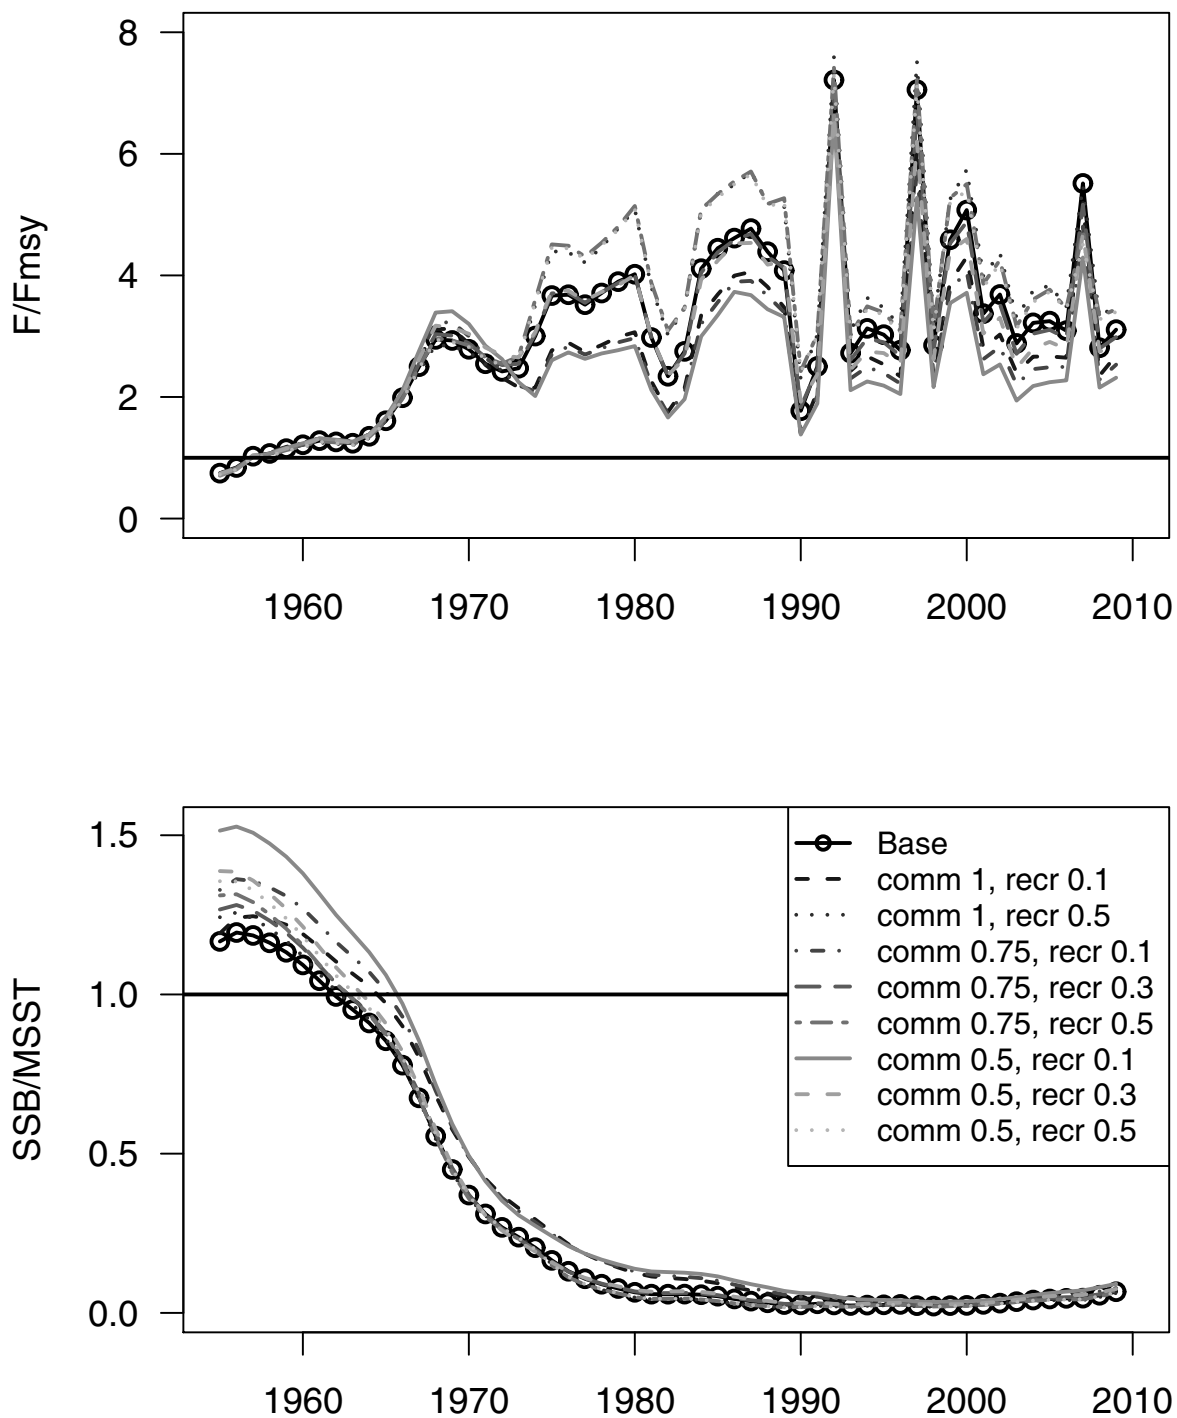 F/Fmsy
8
6
4
2
0
1960 1970 1980 1990 2000 2010
SSB/MSST
1.5
1.0
0.5
0.0
Base
comm 1, recr 0.1
comm 1, recr 0.5
comm 0.75, recr 0.1
comm 0.75, recr 0.3
comm 0.75, recr 0.5
comm 0.5, recr 0.1
comm 0.5, recr 0.3
comm 0.5, recr 0.5
1960 1970 1980 1990 2000 2010